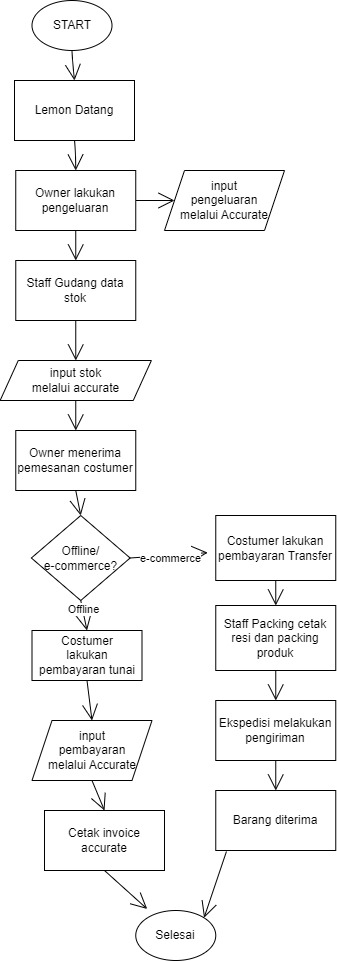 START
Lemon Datang
Owner lakukan
pengeluaran
input
pengeluaran
melalui Accurate
Staff Gudang data
stok
input stok
melalui accurate
Owner menerima
pemesanan costumer
Offline/
e-commerce?
e-commerce
Costumer lakukan
pembayaran Transfer
Offline
Costumer
lakukan
pembayaran tunai
Staff Packing cetak
resi dan packing
produk
input
pembayaran
melalui Accurate
Ekspedisi melakukan
pengiriman
Cetak invoice
accurate
Barang diterima
Selesai